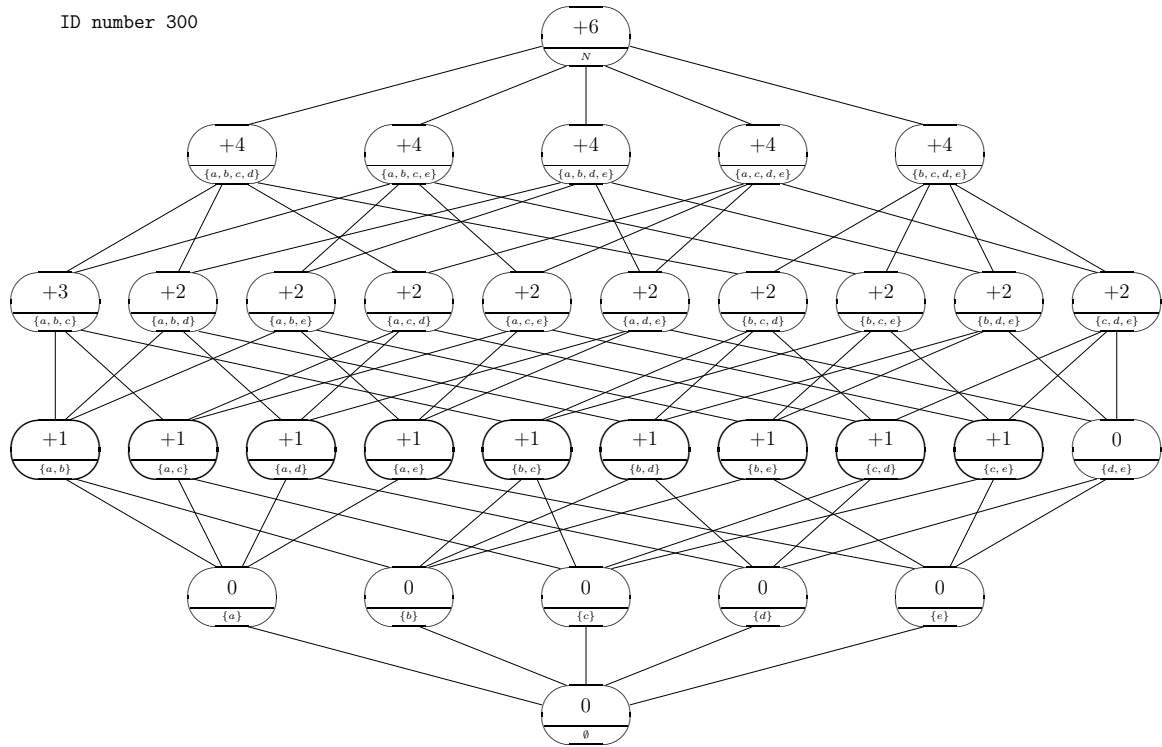 ID number 300
+6
N
+4 +4 +4 +4 +4
{a, b, c, d} {a, b, c, e} {a, b, d, e} {a, c, d, e} {b, c, d, e}
+3 +2 +2 +2 +2 +2 +2 +2 +2 +2
{a, b, c} {a, b, d} {a, b, e} {a, c, d} {a, c, e} {a, d, e} {b, c, d} {b, c, e} {b, d, e} {c, d, e}
+1 +1 +1 +1 +1 +1 +1 +1 +1 0
{a, b} {a, c} {a, d} {a, e} {b, c} {b, d} {b, e} {c, d} {c, e} {d, e}
0 0 0 0 0
{a} {b} {c} {d} {e}
0
∅